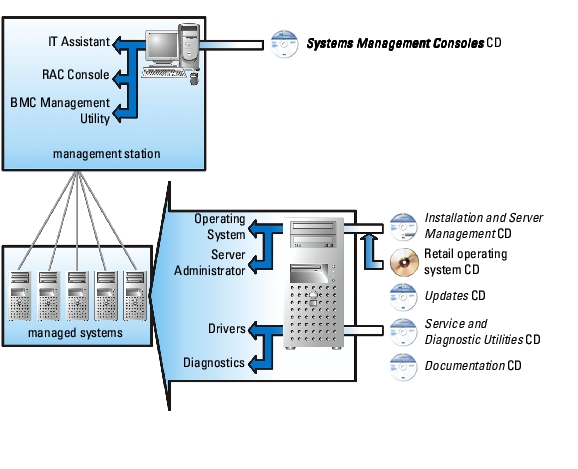 IT Assistant
Systems Management Consoles CD
RAC Console
BMC Management
Utility
management station
Operating
System
Server
Administrator
Installation and Server
Management CD
Retail operating
system CD
Updates CD
managed systems
Drivers
Service and
Diagnostic Utilities CD
Diagnostics
Documentation CD